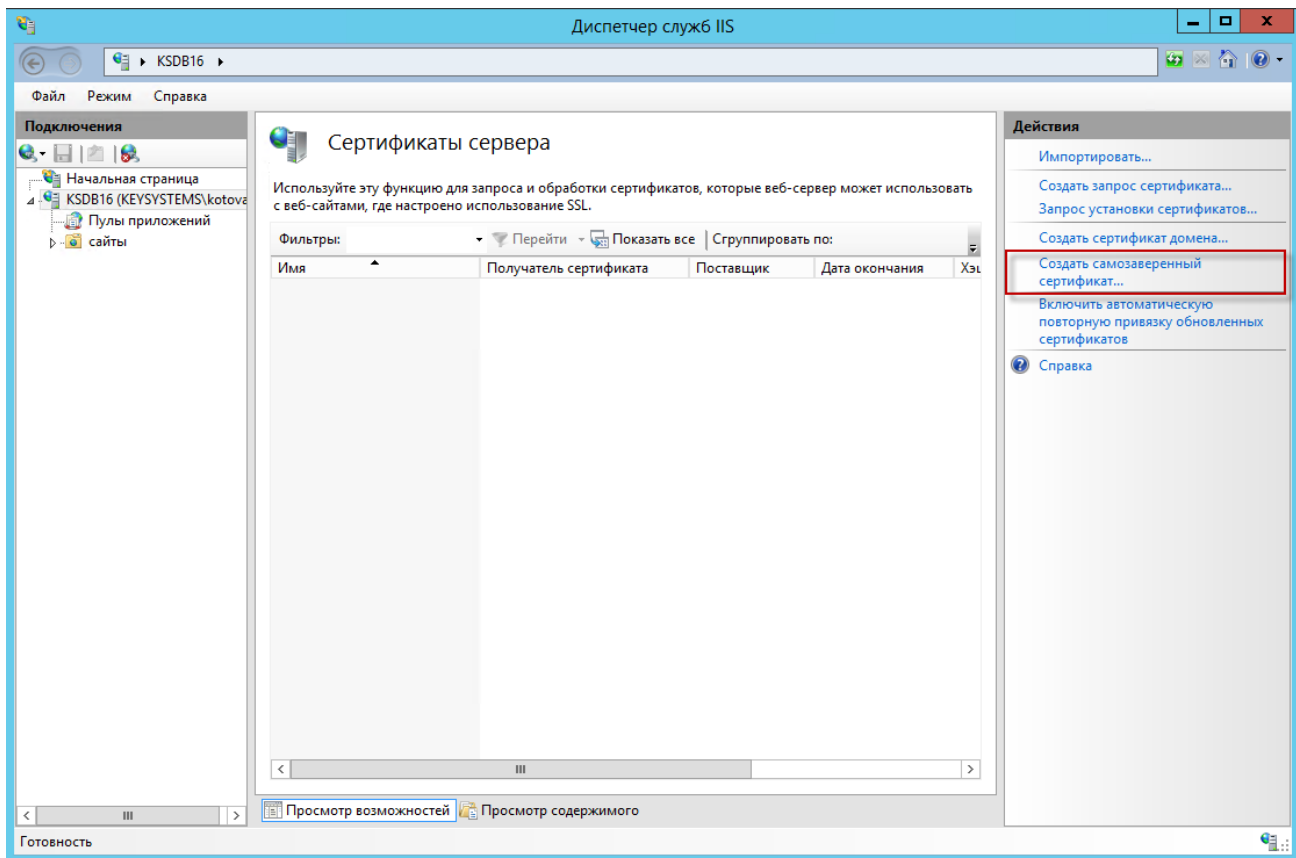 Диспетчер служб IIS
KSDB16
Файл Режим Справка
Подключения
Начальная страница
KSDB16 (KEYSYSTEMS\kotova
Пулы приложений
сайты
Сертификаты сервера
Используйте эту функцию для запроса и обработки сертификатов, которые веб-сервер может использовать
с веб-сайтами, где настроено использование SSL.
Фильтры: Перейти Показать все Сгруппировать по:
Имя Получатель сертификата Поставщик Дата окончания Хэш
Просмотр возможностей Просмотр содержимого
Действия
Импортировать...
Создать запрос сертификата...
Запрос установки сертификатов...
Создать сертификат домена...
Создать самозаверенный
сертификат...
Включить автоматическую
повторную привязку обновленных
сертификатов
Справка
Готовность